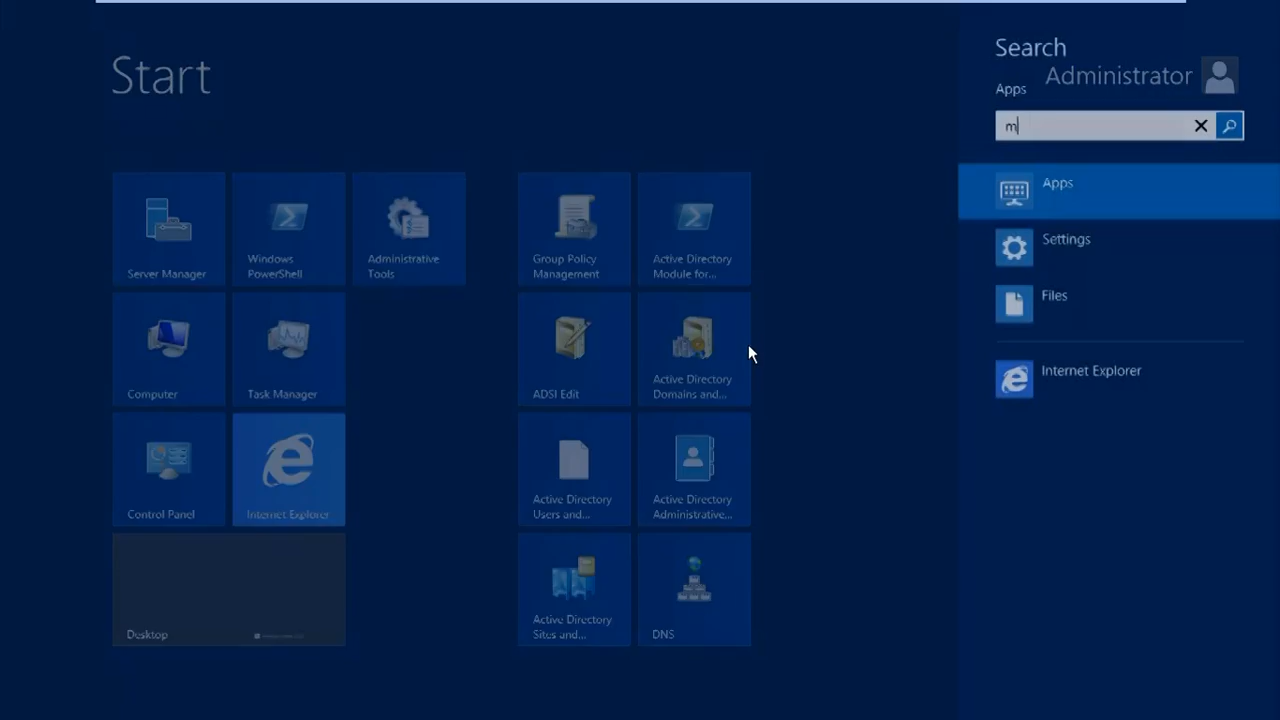 Start
Search
Administrator
Apps
m
Apps
Settings
Files
Internet Explorer
Server Manager
Windows
PowerShell
Administrative
Tools
Group Policy
Management
Active Directory
Module for...
Computer
Task Manager
ADSI Edit
Active Directory
Domains and...
Control Panel
Internet Explorer
Active Directory
Users and...
Active Directory
Administrative...
Desktop
Active Directory
Sites and...
DNS